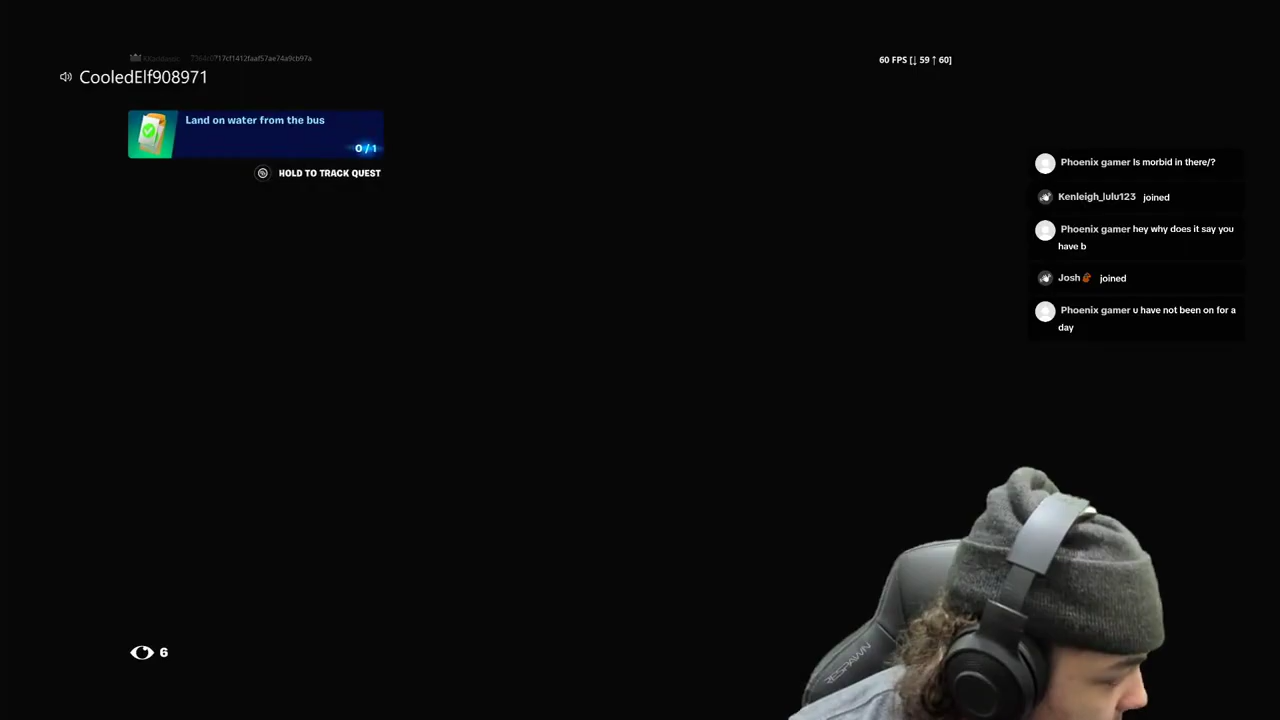 CooledElf908971
60 FPS [↓ 59 ↑ 60]
Land on water from the bus
0 / 1
HOLD TO TRACK QUEST
Phoenix gamer Is morbid in there/?
Kenleigh_lulu123 joined
Phoenix gamer hey why does it say you
have b
Josh joined
Phoenix gamer u have not been on for a
day
6